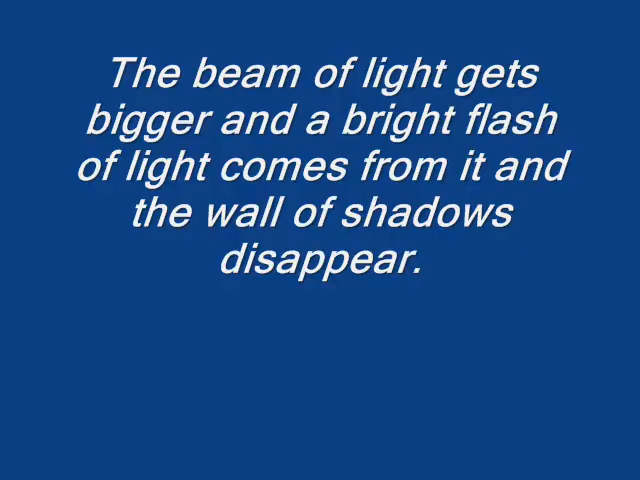 The beam of light gets
bigger and a bright flash
of light comes from it and
the wall of shadows
disappear.